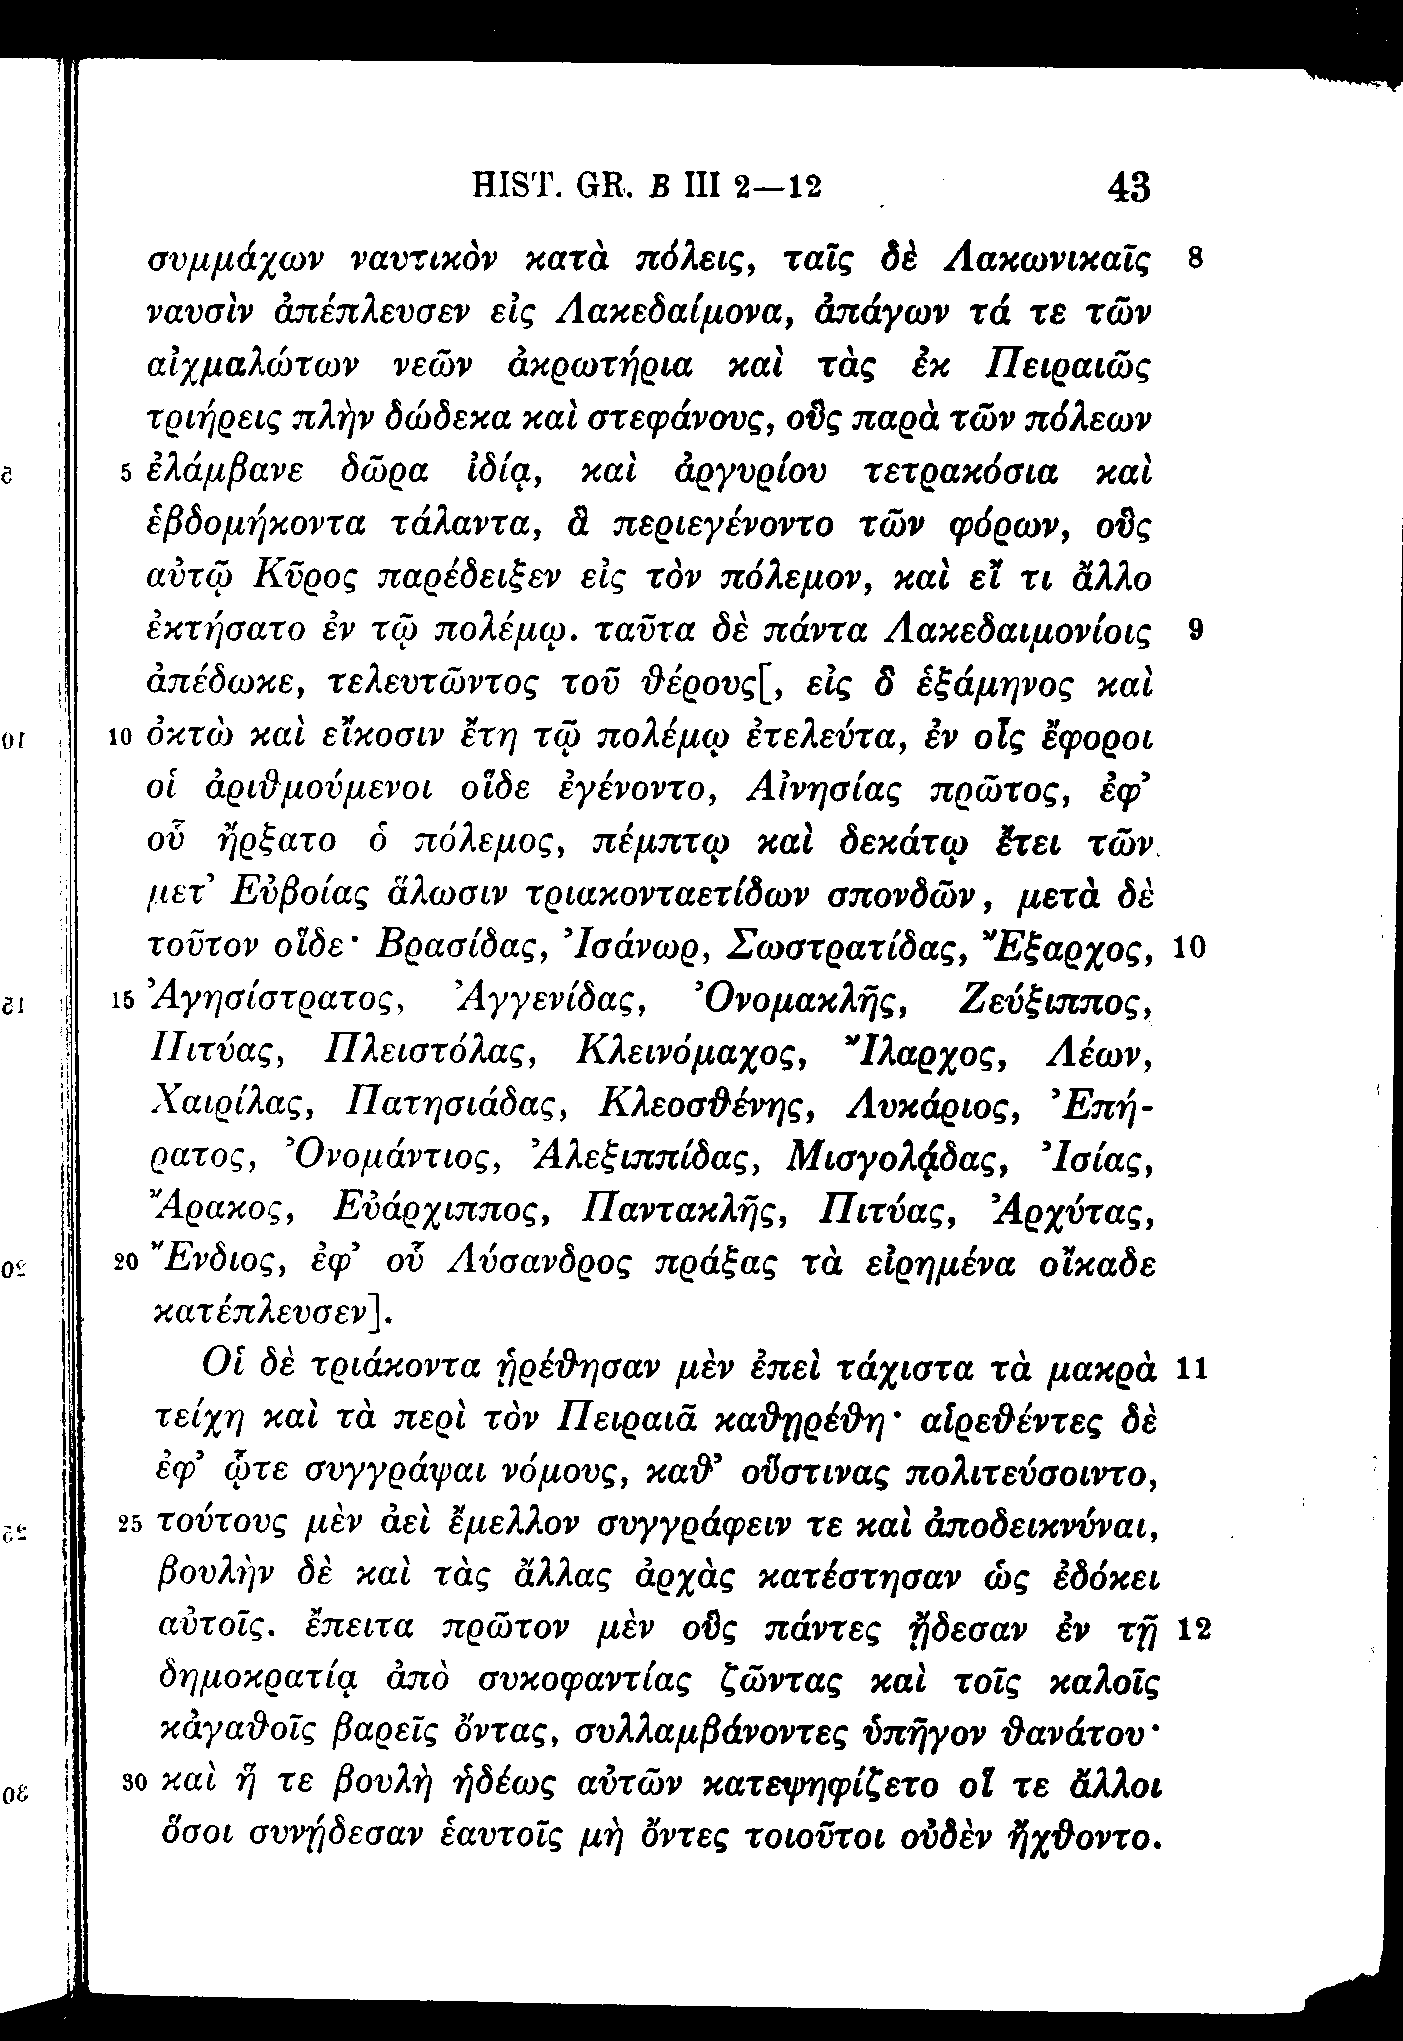 HIST. GR. B III 2—12 43
συμμάχων ναυτικὸν κατὰ πόλεις, ταῖς δὲ Λακωνικαῖς 8
ναυσὶν ἀπέπλευσεν εἰς Λακεδαίμονα, ἀπάγων τά τε τῶν
αἰχμαλώτων νεῶν ἀκρωτήρια καὶ τὰς ἐκ Πειραιῶς
τριήρεις πλὴν δώδεκα καὶ στεφάνους, οὓς παρὰ τῶν πόλεων
5 ἐλάμβανε δῶρα ἰδίᾳ, καὶ ἀργυρίου τετρακόσια καὶ
ἑβδομήκοντα τάλαντα, ἃ περιεγένοντο τῶν φόρων, οὓς
αὐτῷ Κῦρος παρέδειξεν εἰς τὸν πόλεμον, καὶ εἴ τι ἄλλο
ἐκτήσατο ἐν τῷ πολέμῳ. ταῦτα δὲ πάντα Λακεδαιμονίοις 9
ἀπέδωκε, τελευτῶντος τοῦ θέρους[, εἰς ὃ ἑξάμηνος καὶ
10 ὀκτὼ καὶ εἴκοσιν ἔτη τῷ πολέμῳ ἐτελεύτα, ἐν οἷς ἔφοροι
οἱ ἀριθμούμενοι οἵδε ἐγένοντο, Αἰνησίας πρῶτος, ἐφ’
οὗ ἤρξατο ὁ πόλεμος, πέμπτῳ καὶ δεκάτῳ ἔτει τῶν
μετ’ Εὐβοίας ἅλωσιν τριακονταετίδων σπονδῶν, μετὰ δὲ
τοῦτον οἵδε· Βρασίδας, Ἰσάνωρ, Σωστρατίδας, Ἔξαρχος, 10
15 Ἀγησίστρατος, Ἀγγενίδας, Ὀνομακλῆς, Ζεύξιππος,
Πιτύας, Πλειστόλας, Κλεινόμαχος, Ἴλαρχος, Λέων,
Χαιρίλας, Πατησιάδας, Κλεοσθένης, Λυκάριος, Ἐπή-
ρατος, Ὀνομάντιος, Ἀλεξιππίδας, Μισγολᾴδας, Ἰσίας,
Ἄρακος, Εὐάρχιππος, Παντακλῆς, Πιτύας, Ἀρχύτας,
20 Ἔνδιος, ἐφ’ οὗ Λύσανδρος πράξας τὰ εἰρημένα οἴκαδε
κατέπλευσεν].
Οἱ δὲ τριάκοντα ᾑρέθησαν μὲν ἐπεὶ τάχιστα τὰ μακρὰ 11
τείχη καὶ τὰ περὶ τὸν Πειραιᾶ καθῃρέθη· αἱρεθέντες δὲ
ἐφ’ ᾧτε συγγράψαι νόμους, καθ’ οὕστινας πολιτεύσοιντο,
25 τούτους μὲν ἀεὶ ἔμελλον συγγράφειν τε καὶ ἀποδεικνύναι,
βουλὴν δὲ καὶ τὰς ἄλλας ἀρχὰς κατέστησαν ὡς ἐδόκει
αὐτοῖς. ἔπειτα πρῶτον μὲν οὓς πάντες ᾔδεσαν ἐν τῇ 12
δημοκρατίᾳ ἀπὸ συκοφαντίας ζῶντας καὶ τοῖς καλοῖς
κἀγαθοῖς βαρεῖς ὄντας, συλλαμβάνοντες ὑπῆγον θανάτου·
30 καὶ ἥ τε βουλὴ ἡδέως αὐτῶν κατεψηφίζετο οἵ τε ἄλλοι
ὅσοι συνῄδεσαν ἑαυτοῖς μὴ ὄντες τοιοῦτοι οὐδὲν ἤχθοντο.